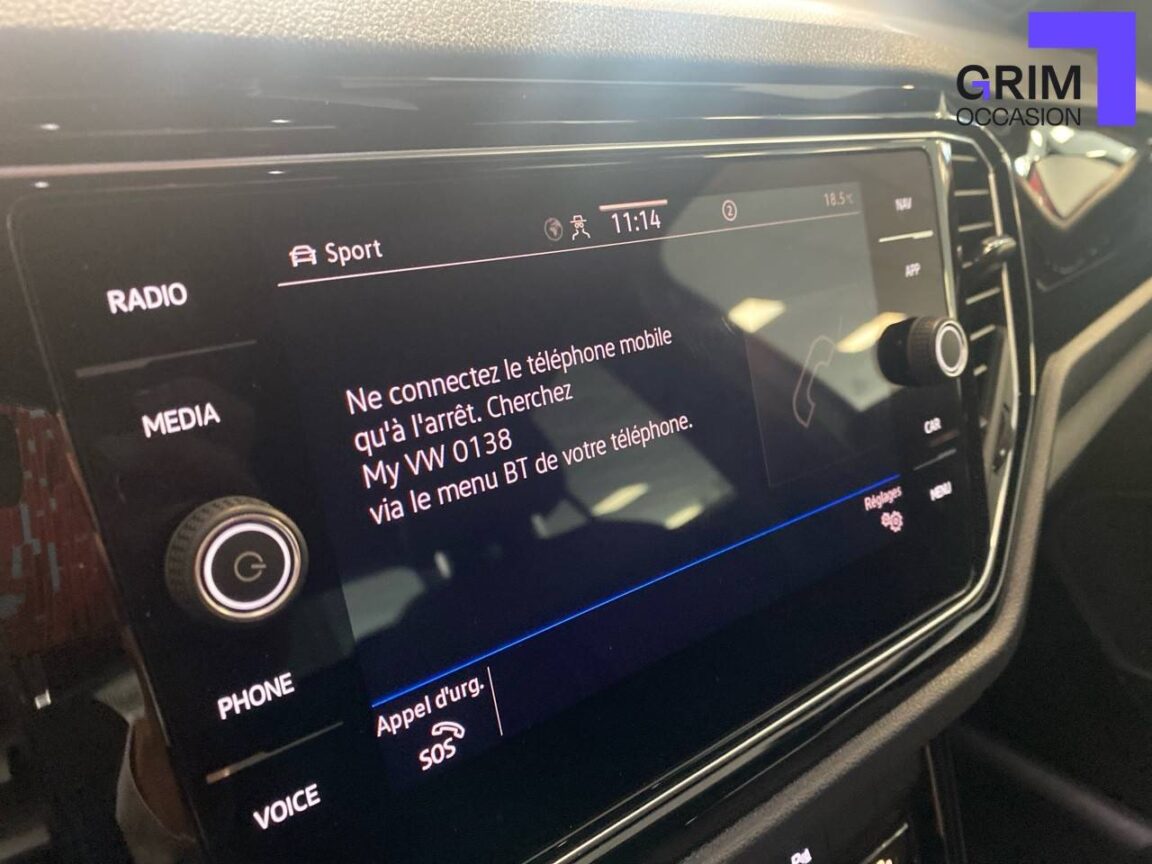 GRIM
OCCASION
Sport
11:14
2
18.5°C
NAV
RADIO
APP
Ne connectez le téléphone mobile
qu'à l'arrêt. Cherchez
My VW 0138
via le menu BT de votre téléphone.
MEDIA
CAR
Réglages
MENU
PHONE
Appel d'urg.
SOS
VOICE